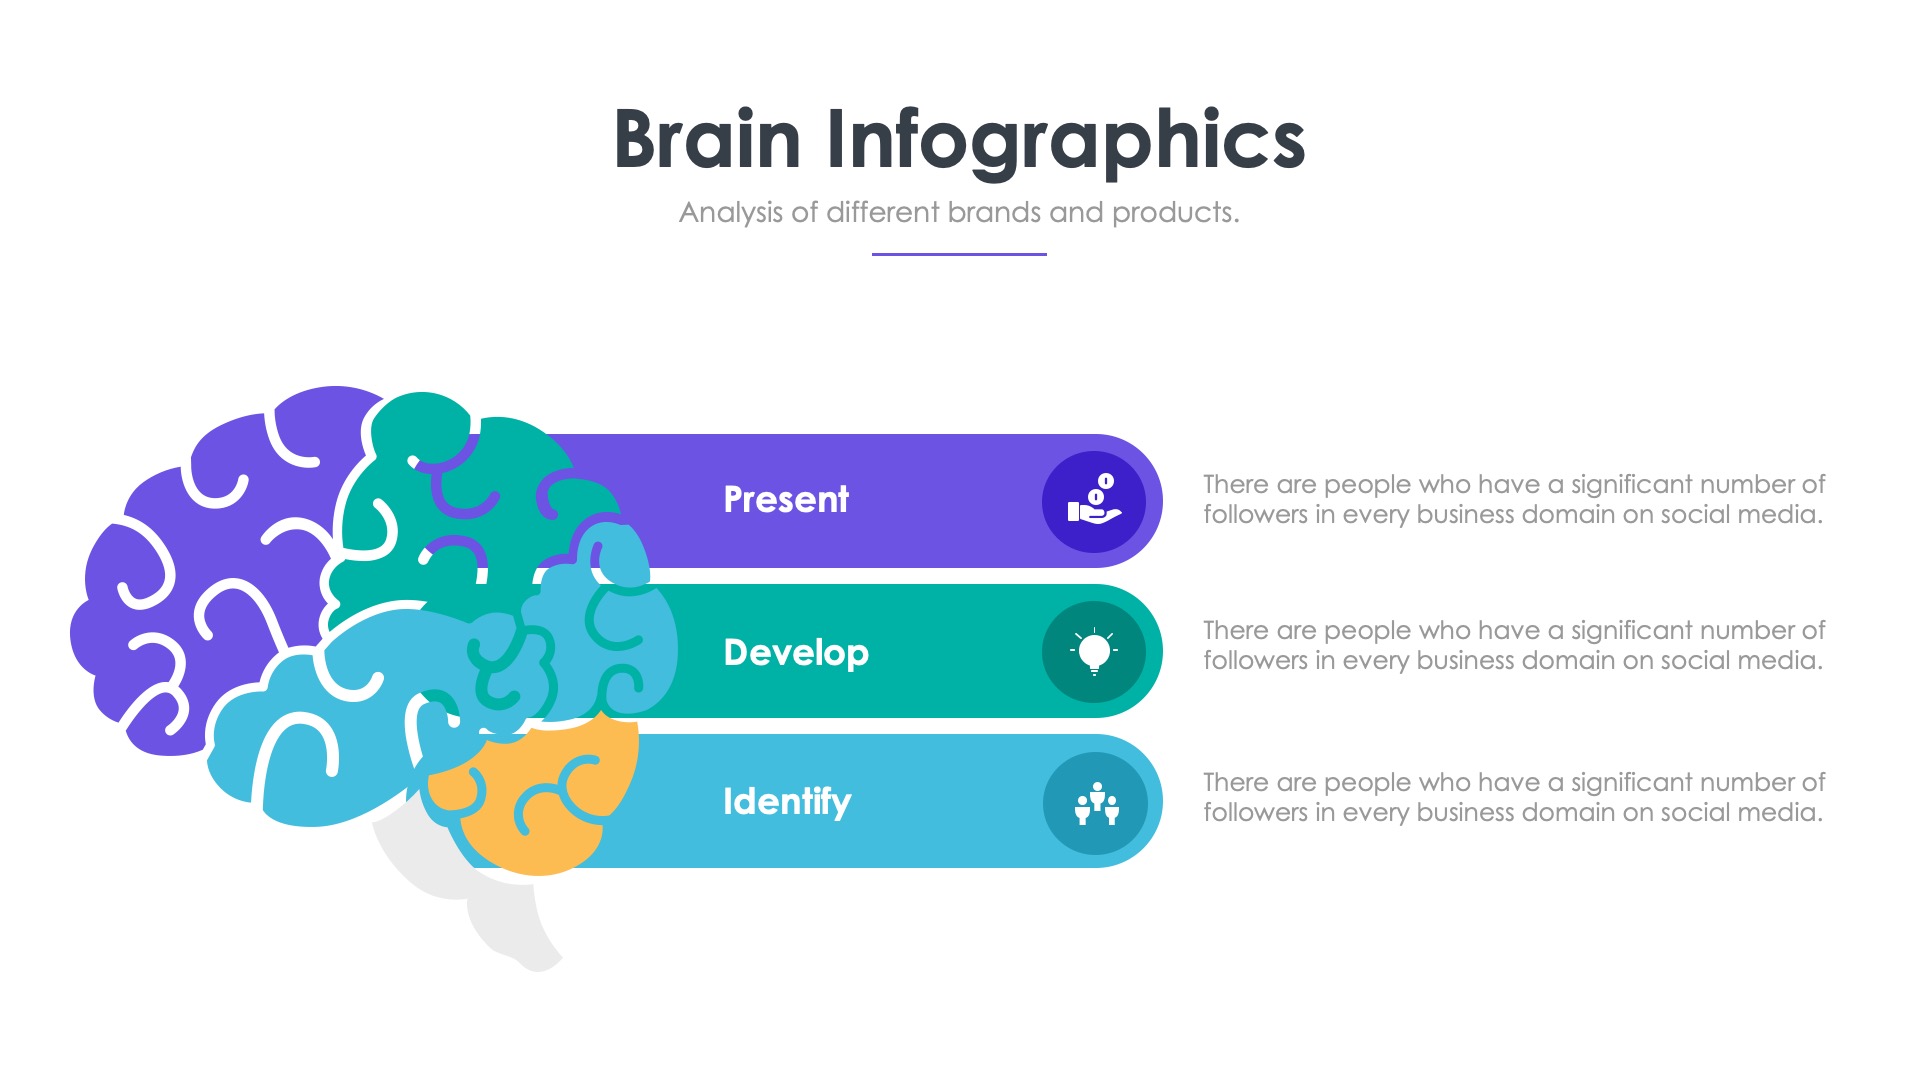 Brain Infographics
Analysis of different brands and products.
Present
There are people who have a significant number of
followers in every business domain on social media.
Develop
There are people who have a significant number of
followers in every business domain on social media.
Identify
There are people who have a significant number of
followers in every business domain on social media.